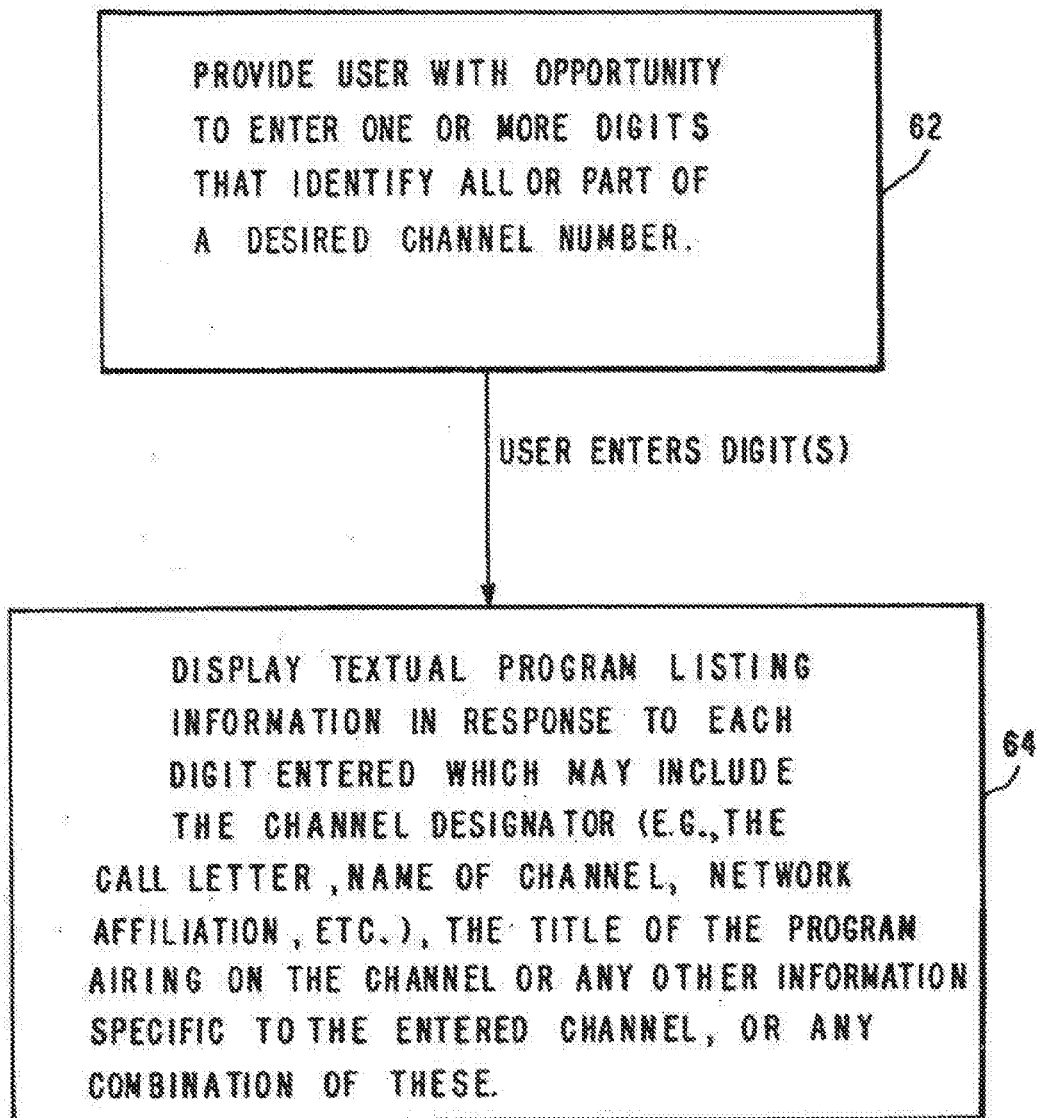 PROVIDE USER WITH OPPORTUNITY
TO ENTER ONE OR MORE DIGITS
THAT IDENTIFY ALL OR PART OF
A DESIRED CHANNEL NUMBER.
62
USER ENTERS DIGIT(S)
DISPLAY TEXTUAL PROGRAM LISTING
INFORMATION IN RESPONSE TO EACH
DIGIT ENTERED WHICH MAY INCLUDE
THE CHANNEL DESIGNATOR (E.G.,THE
CALL LETTER ,NAME OF CHANNEL, NETWORK
AFFILIATION , ETC.), THE TITLE OF THE PROGRAM
AIRING ON THE CHANNEL OR ANY OTHER INFORMATION
SPECIFIC TO THE ENTERED CHANNEL, OR ANY
COMBINATION OF THESE.
64